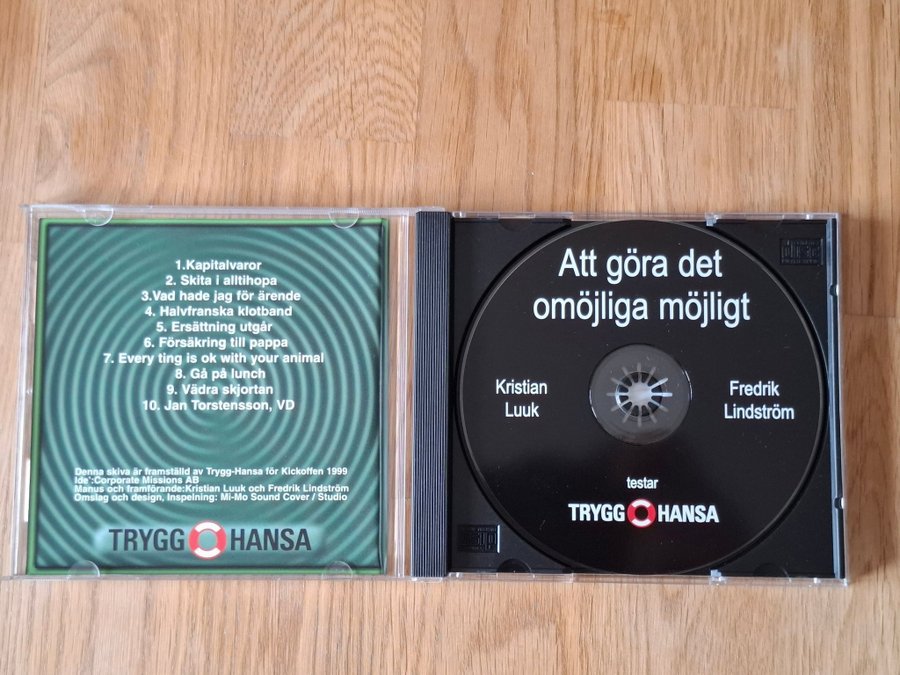 1.Kapitalvaror
2. Skita i alltihopa
3.Vad hade jag för ärende
4. Halvfranska klotband
5. Ersättning utgår
6. Försäkring till pappa
7. Every ting is ok with your animal
8. Gå på lunch
9. Vädra skjortan
10. Jan Torstensson, VD
Denna skiva är framställd av Trygg-Hansa för Kickoffen 1999
Ide´:Corporate Missions AB
Manus och framförande:Kristian Luuk och Fredrik Lindström
Omslag och design, Inspelning: Mi-Mo Sound Cover / Studio
TRYGG HANSA
Att göra det
omöjliga möjligt
Kristian
Luuk
Fredrik
Lindström
testar
TRYGG HANSA